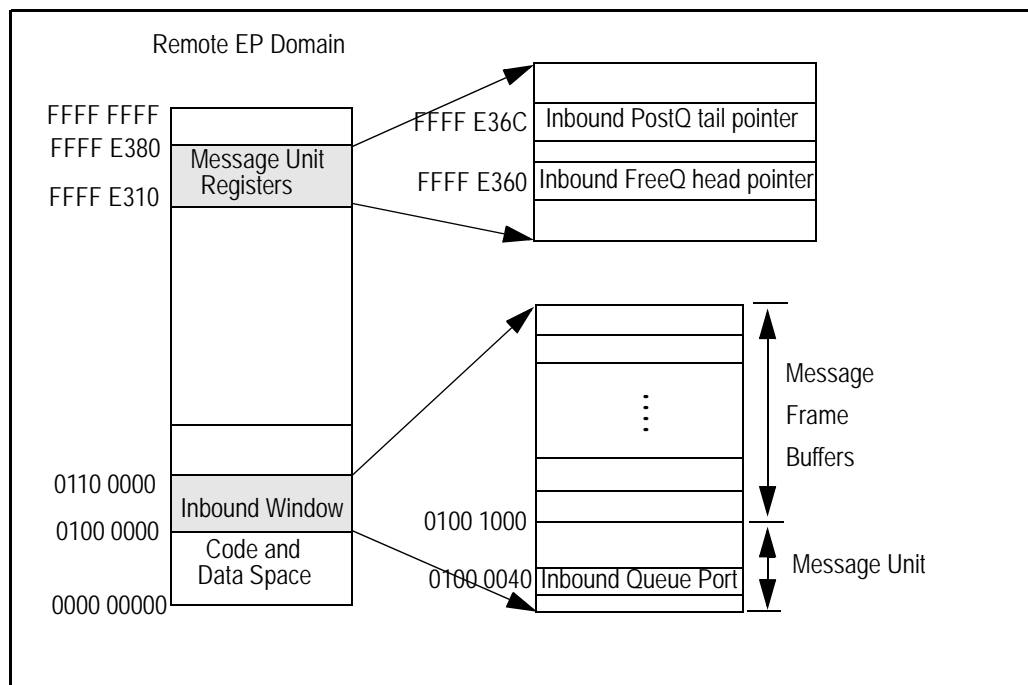 Remote EP Domain
FFFF FFFF
FFFF E380
Message Unit
Registers
FFFF E310
FFFF E36C
Inbound PostQ tail pointer
FFFF E360
Inbound FreeQ head pointer
0110 0000
Inbound Window
0100 0000
Code and
Data Space
0000 00000
Message
Frame
Buffers
0100 1000
0100 0040
Inbound Queue Port
Message Unit